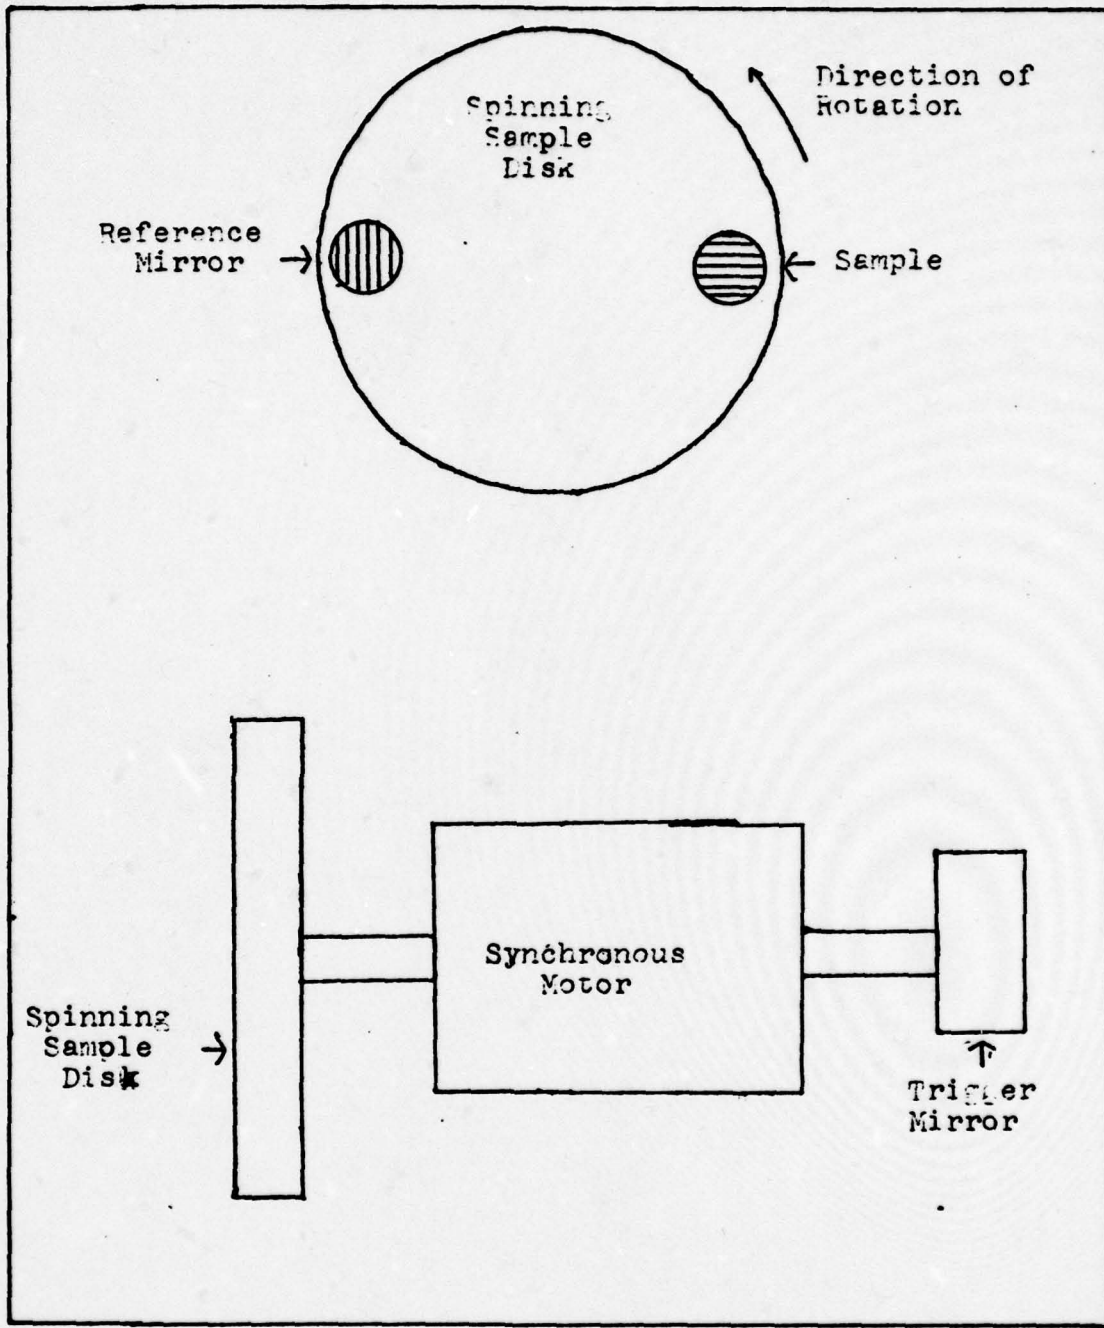 Direction of
Rotation
Spinning
Sample
Disk
Reference
Mirror
Sample
Synchronous
Motor
Spinning
Sample
Disk
Trigger
Mirror